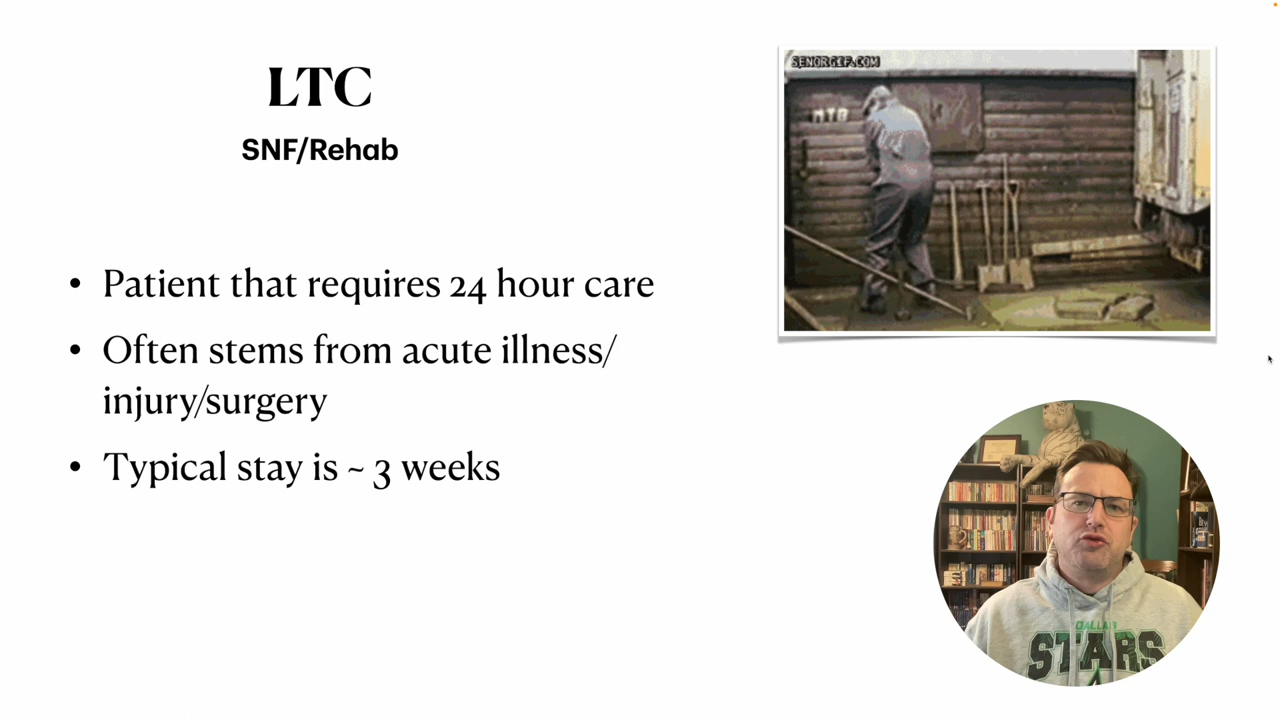 LTC
SNF/Rehab
SENORGIF.COM
• Patient that requires 24 hour care
• Often stems from acute illness/
injury/surgery
• Typical stay is ~ 3 weeks
DALLAS
STARS